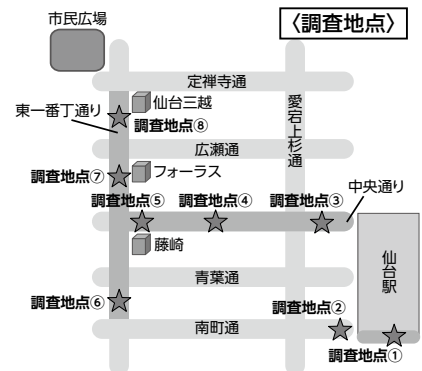 市民広場
〈調査地点〉
定禅寺通
仙台三越
東一番丁通り
調査地点⑧
愛宕上杉通
広瀬通
調査地点⑦
フォーラス
中央通り
調査地点⑤
調査地点④
調査地点③
藤崎
仙台駅
青葉通
調査地点⑥
調査地点②
南町通
調査地点①